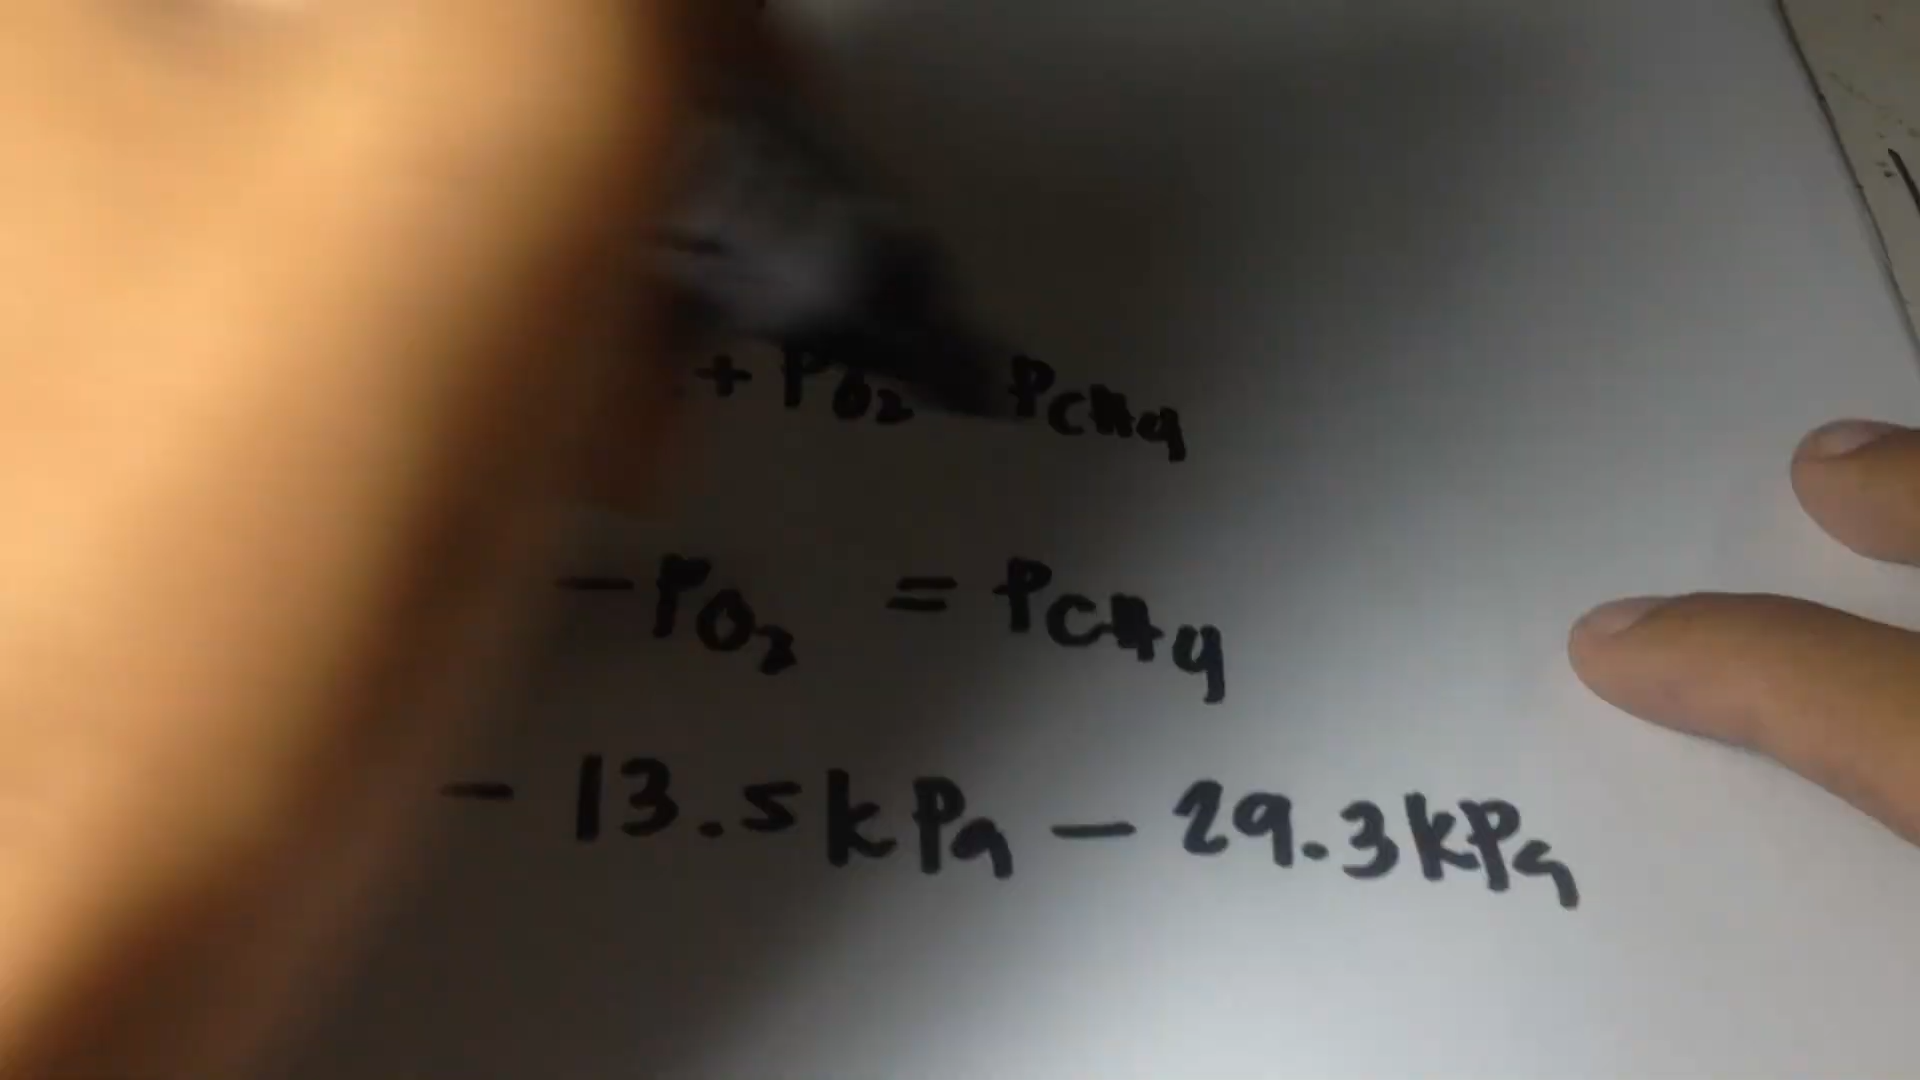 + PO₂ PCH₄
- PO₂ = PCH₄
- 13.5 kPa - 29.3 kPa